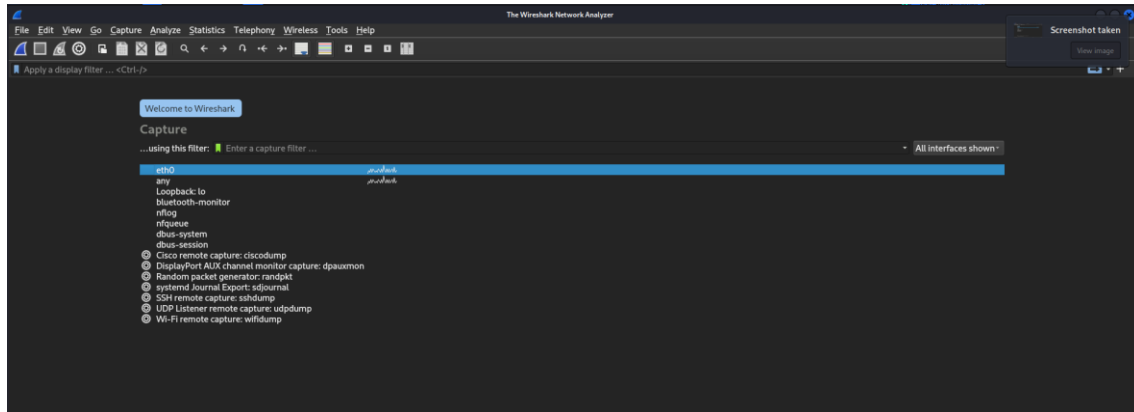 The Wireshark Network Analyzer
File Edit View Go Capture Analyze Statistics Telephony Wireless Tools Help
Screenshot taken
View image
Apply a display filter ... <Ctrl-/>
Welcome to Wireshark
Capture
...using this filter: Enter a capture filter ... All interfaces shown
eth0
any
Loopback: lo
bluetooth-monitor
nflog
nfqueue
dbus-system
dbus-session
Cisco remote capture: ciscodump
DisplayPort AUX channel monitor capture: dpauxmon
Random packet generator: randpkt
systemd Journal Export: sdjournal
SSH remote capture: sshdump
UDP Listener remote capture: udpdump
Wi-Fi remote capture: wifidump